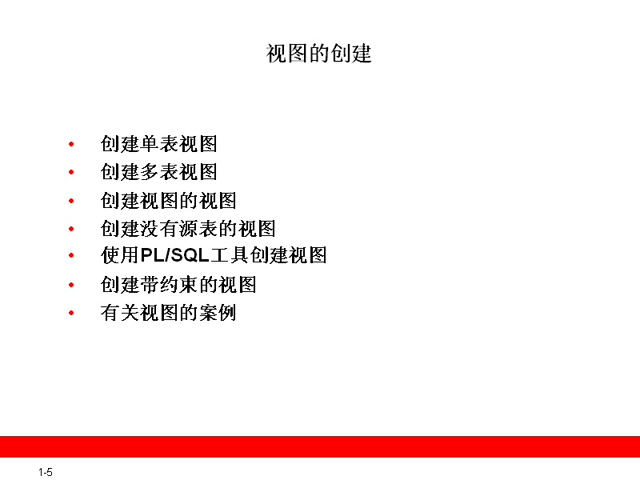 视图的创建
• 创建单表视图
• 创建多表视图
• 创建视图的视图
• 创建没有源表的视图
• 使用PL/SQL工具创建视图
• 创建带约束的视图
• 有关视图的案例
1-5